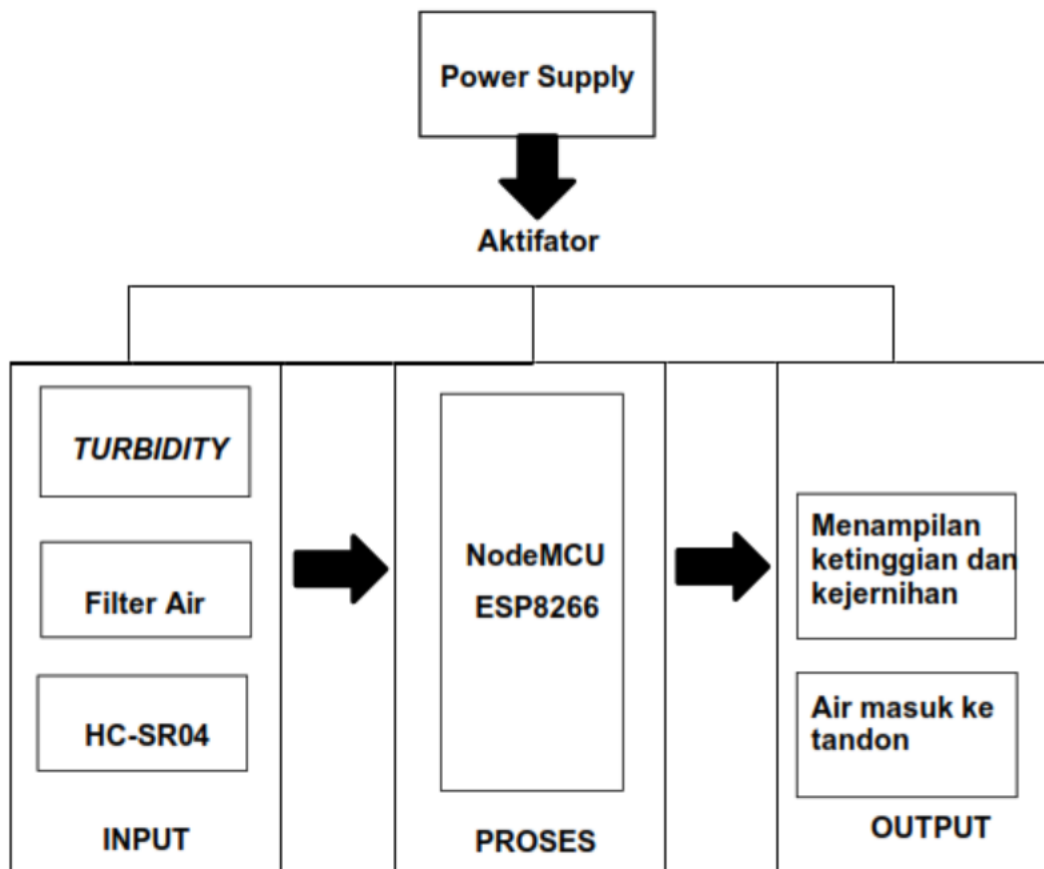 Power Supply
Aktifator
TURBIDITY
Filter Air
HC-SR04
INPUT
NodeMCU
ESP8266
PROSES
Menampilan
ketinggian dan
kejernihan
Air masuk ke
tandon
OUTPUT